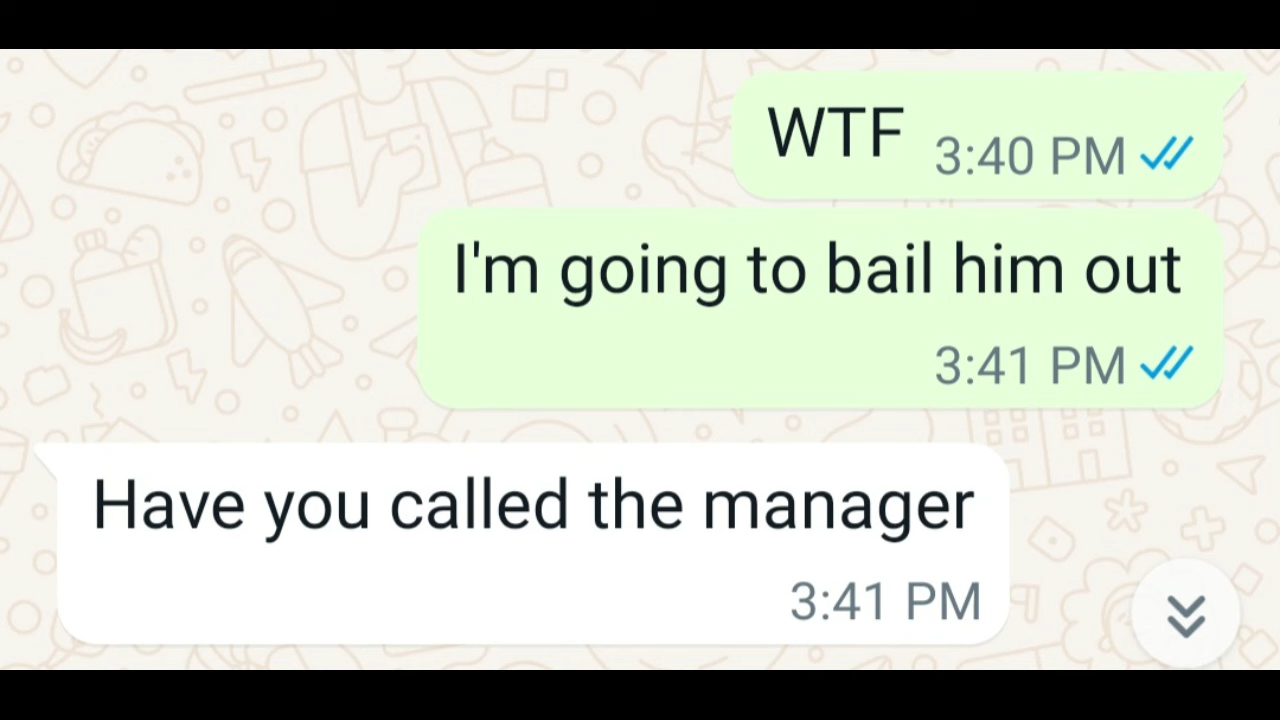 WTF 3:40 PM
I'm going to bail him out
3:41 PM
Have you called the manager
3:41 PM